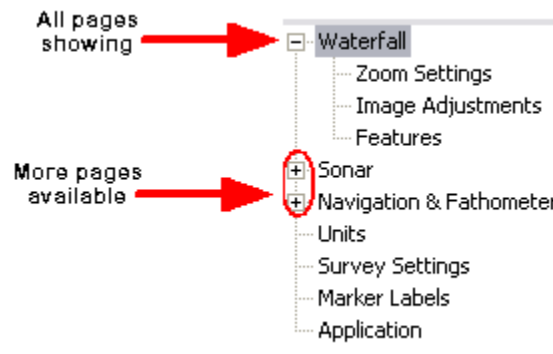 All pages
showing
Waterfall
Zoom Settings
Image Adjustments
Features
More pages
available
Sonar
Navigation & Fathometer
Units
Survey Settings
Marker Labels
Application